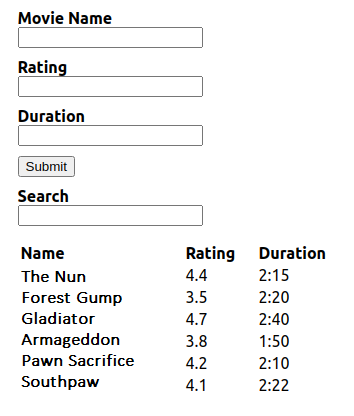 Movie Name
Rating
Duration
Submit
Search
Name Rating Duration
The Nun 4.4 2:15
Forest Gump 3.5 2:20
Gladiator 4.7 2:40
Armageddon 3.8 1:50
Pawn Sacrifice 4.2 2:10
Southpaw 4.1 2:22